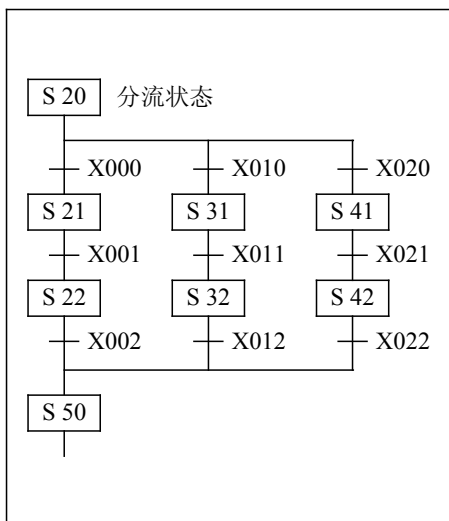 S 20 分流状态
X000 X010 X020
S 21 S 31 S 41
X001 X011 X021
S 22 S 32 S 42
X002 X012 X022
S 50